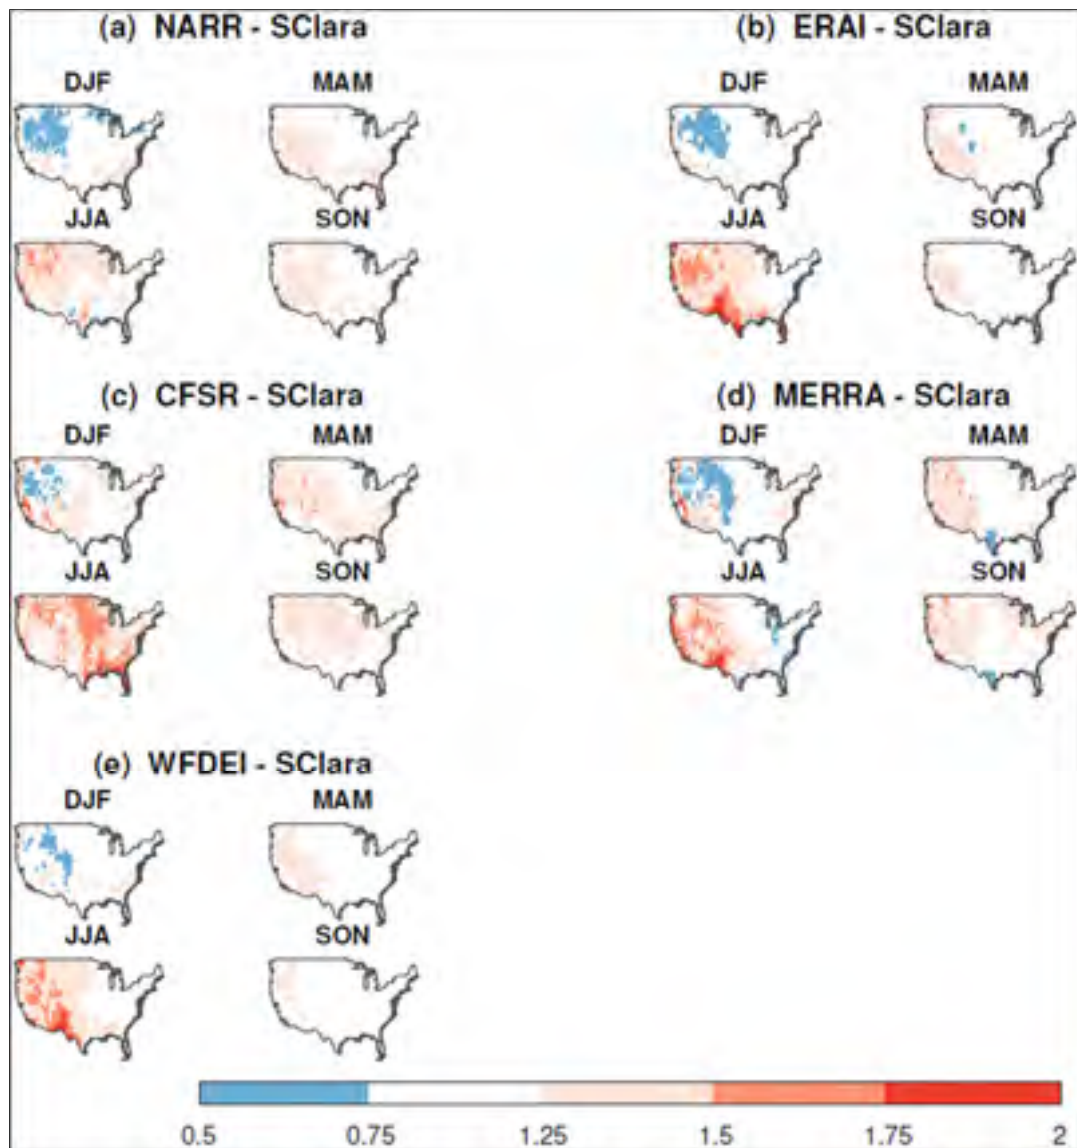 (a) NARR - SClara
(b) ERAI - SClara
DJF
MAM
DJF
MAM
JJA
SON
JJA
SON
(c) CFSR - SClara
(d) MERRA - SClara
DJF
MAM
DJF
MAM
JJA
SON
JJA
SON
(e) WFDEI - SClara
DJF
MAM
JJA
SON
0.5 0.75 1.25 1.5 1.75 2